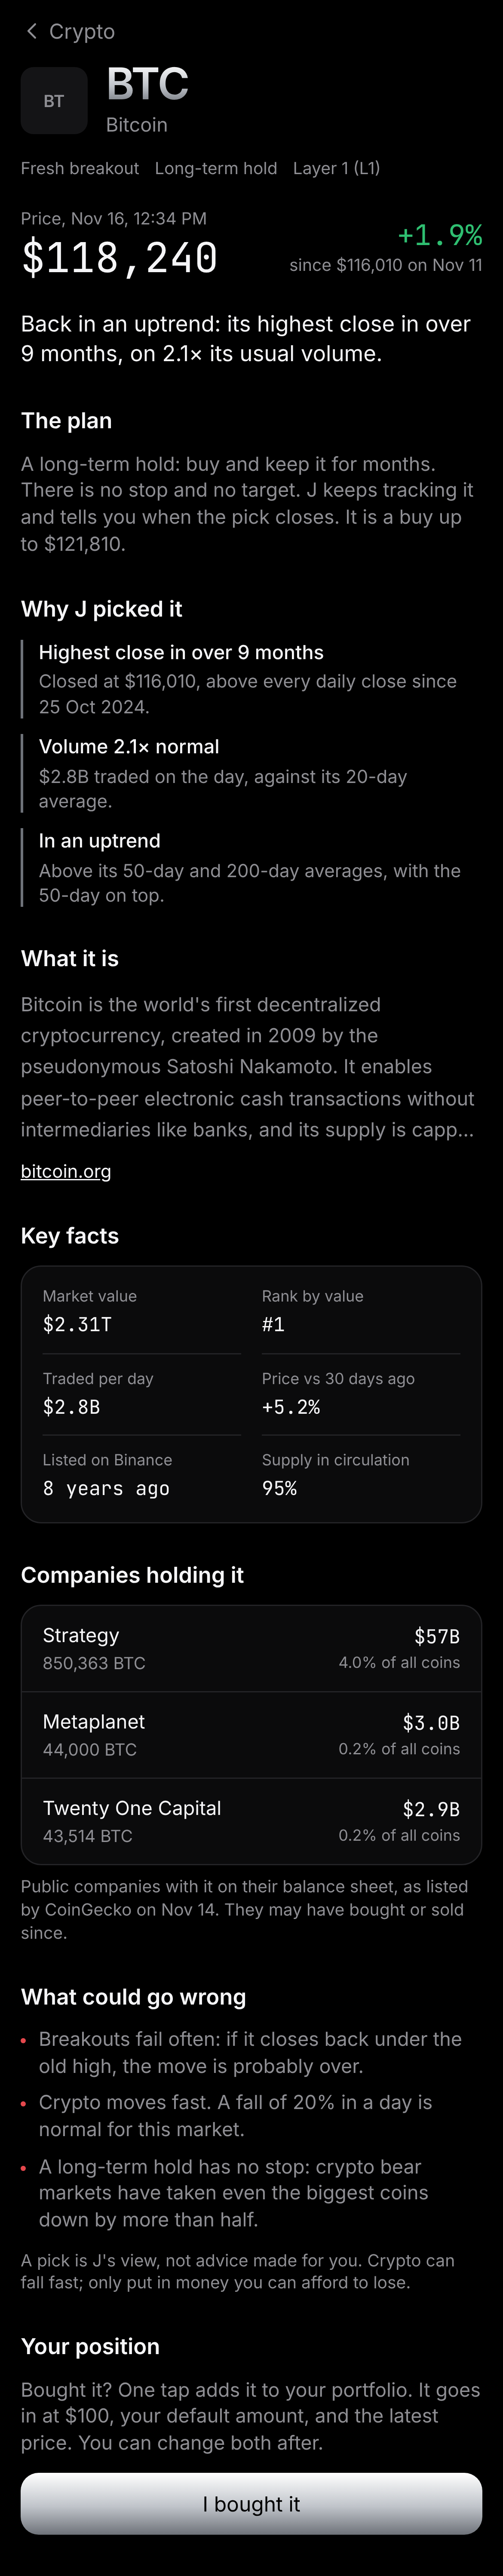 Crypto
BT
BTC
Bitcoin
Fresh breakout Long-term hold Layer 1 (L1)
Price, Nov 16, 12:34 PM
$118,240
+1.9%
since $116,010 on Nov 11
Back in an uptrend: its highest close in over
9 months, on 2.1× its usual volume.
The plan
A long-term hold: buy and keep it for months.
There is no stop and no target. J keeps tracking it
and tells you when the pick closes. It is a buy up
to $121,810.
Why J picked it
Highest close in over 9 months
Closed at $116,010, above every daily close since
25 Oct 2024.
Volume 2.1× normal
$2.8B traded on the day, against its 20-day
average.
In an uptrend
Above its 50-day and 200-day averages, with the
50-day on top.
What it is
Bitcoin is the world's first decentralized
cryptocurrency, created in 2009 by the
pseudonymous Satoshi Nakamoto. It enables
peer-to-peer electronic cash transactions without
intermediaries like banks, and its supply is capp...
bitcoin.org
Key facts
Market value
$2.31T
Rank by value
#1
Traded per day
$2.8B
Price vs 30 days ago
+5.2%
Listed on Binance
8 years ago
Supply in circulation
95%
Companies holding it
Strategy
850,363 BTC
$57B
4.0% of all coins
Metaplanet
44,000 BTC
$3.0B
0.2% of all coins
Twenty One Capital
43,514 BTC
$2.9B
0.2% of all coins
Public companies with it on their balance sheet, as listed
by CoinGecko on Nov 14. They may have bought or sold
since.
What could go wrong
• Breakouts fail often: if it closes back under the
old high, the move is probably over.
• Crypto moves fast. A fall of 20% in a day is
normal for this market.
• A long-term hold has no stop: crypto bear
markets have taken even the biggest coins
down by more than half.
A pick is J's view, not advice made for you. Crypto can
fall fast; only put in money you can afford to lose.
Your position
Bought it? One tap adds it to your portfolio. It goes
in at $100, your default amount, and the latest
price. You can change both after.
I bought it